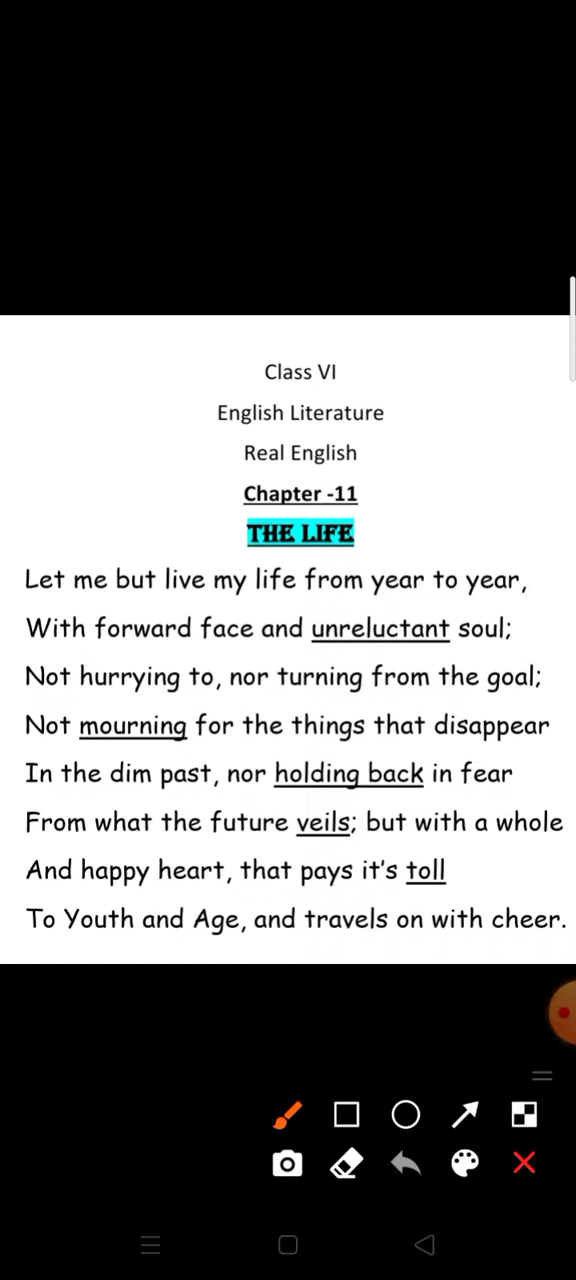 Class VI
English Literature
Real English
Chapter -11
THE LIFE
Let me but live my life from year to year,
With forward face and unreluctant soul;
Not hurrying to, nor turning from the goal;
Not mourning for the things that disappear
In the dim past, nor holding back in fear
From what the future veils; but with a whole
And happy heart, that pays it's toll
To Youth and Age, and travels on with cheer.